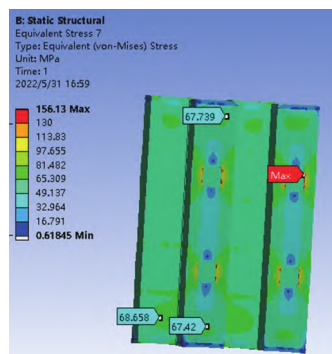 B: Static Structural
Equivalent Stress 7
Type: Equivalent (von-Mises) Stress
Unit: MPa
Time: 1
2022/5/31 16:59
156.13 Max
130
113.83
97.655
81.482
65.309
49.137
32.964
16.791
0.61845 Min
67.739
Max
68.658
67.42